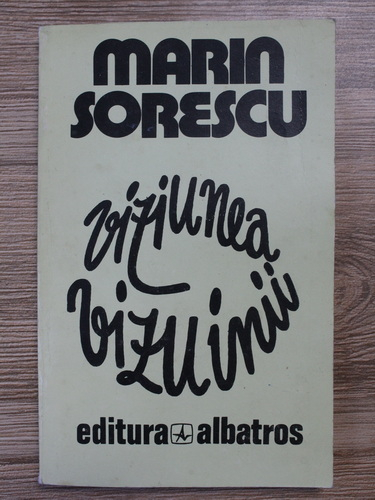 MARIN
SORESCU
viziunea
vizuinii
editura albatros